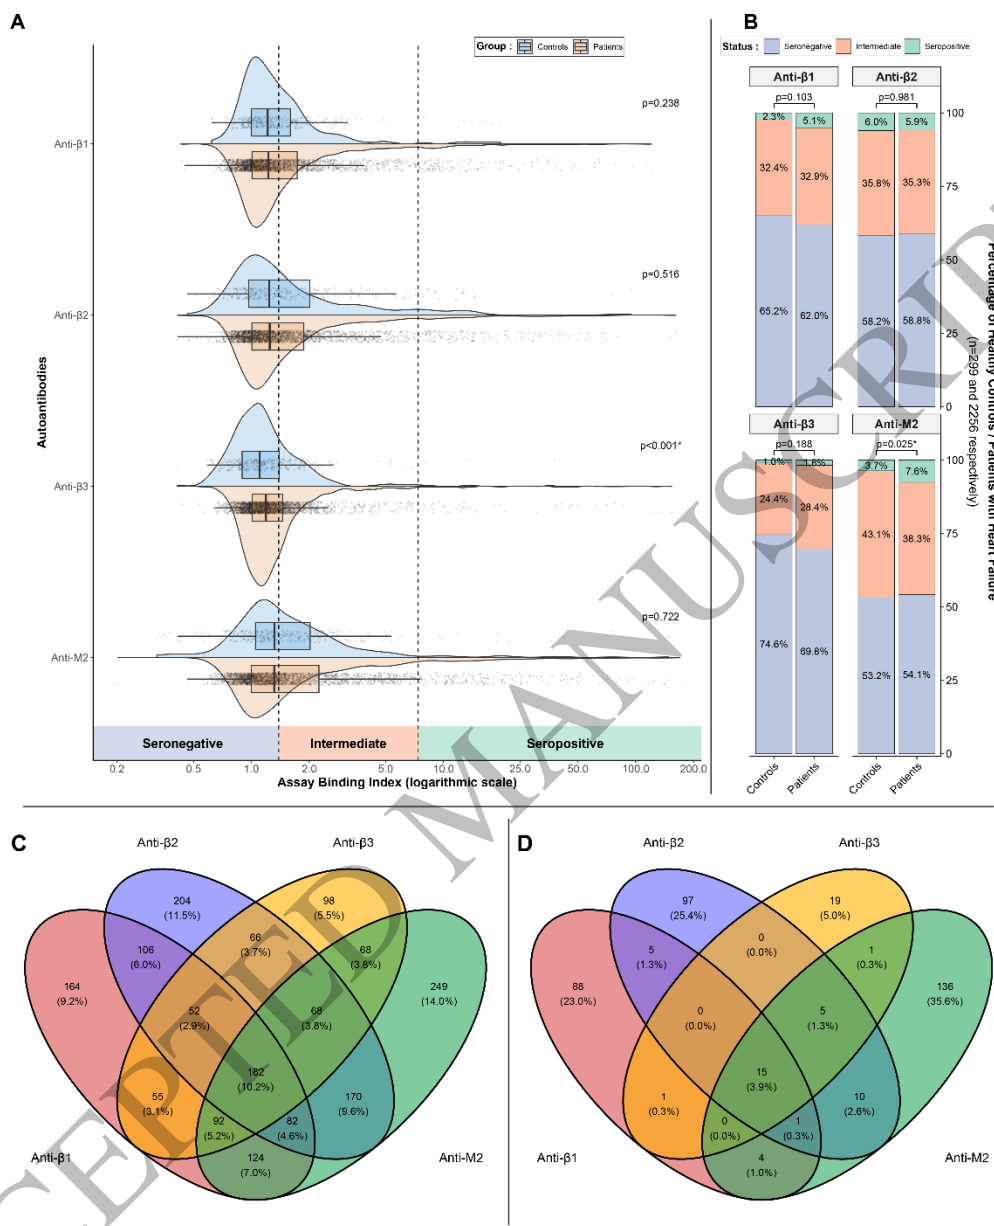 A
Group : Controls Patients
Anti-β1
p=0.238
Anti-β2
p=0.516
Anti-β3
p<0.001*
Anti-M2
p=0.722
Autoantibodies
Seronegative Intermediate Seropositive
0.2 0.5 1.0 2.0 5.0 10.0 25.0 50.0 100.0 200.0
Assay Binding Index (logarithmic scale)
B
Status : Seronegative Intermediate Seropositive
Anti-β1 Anti-β2
p=0.103 p=0.981
2.3% 5.1% 6.0% 5.9%
32.4% 32.9% 35.8% 35.3%
65.2% 62.0% 58.2% 58.8%
100
75
50
25
0
Anti-β3 Anti-M2
p=0.188 p=0.025*
1.0% 1.8% 3.7% 7.6%
24.4% 28.4% 43.1% 38.3%
74.6% 69.8% 53.2% 54.1%
100
75
50
25
0
Controls Patients Controls Patients
Percentage of Healthy Controls / Patients with Heart Failure
(n=299 and 2256 respectively)
C
Anti-β2 Anti-β3
204 98
(11.5%) (5.5%)
66
(3.7%)
106 68
(6.0%) (3.8%)
164 249
(9.2%) (14.0%)
52 68
(2.9%) (3.8%)
182
(10.2%)
55 170
(3.1%) (9.6%)
92 82
(5.2%) (4.6%)
124
(7.0%)
Anti-β1 Anti-M2
D
Anti-β2 Anti-β3
97 19
(25.4%) (5.0%)
0
(0.0%)
5 1
(1.3%) (0.3%)
88 136
(23.0%) (35.6%)
0 5
(0.0%) (1.3%)
15
(3.9%)
1 10
(0.3%) (2.6%)
0 1
(0.0%) (0.3%)
4
(1.0%)
Anti-β1 Anti-M2
CEPTED MANUSCRIP